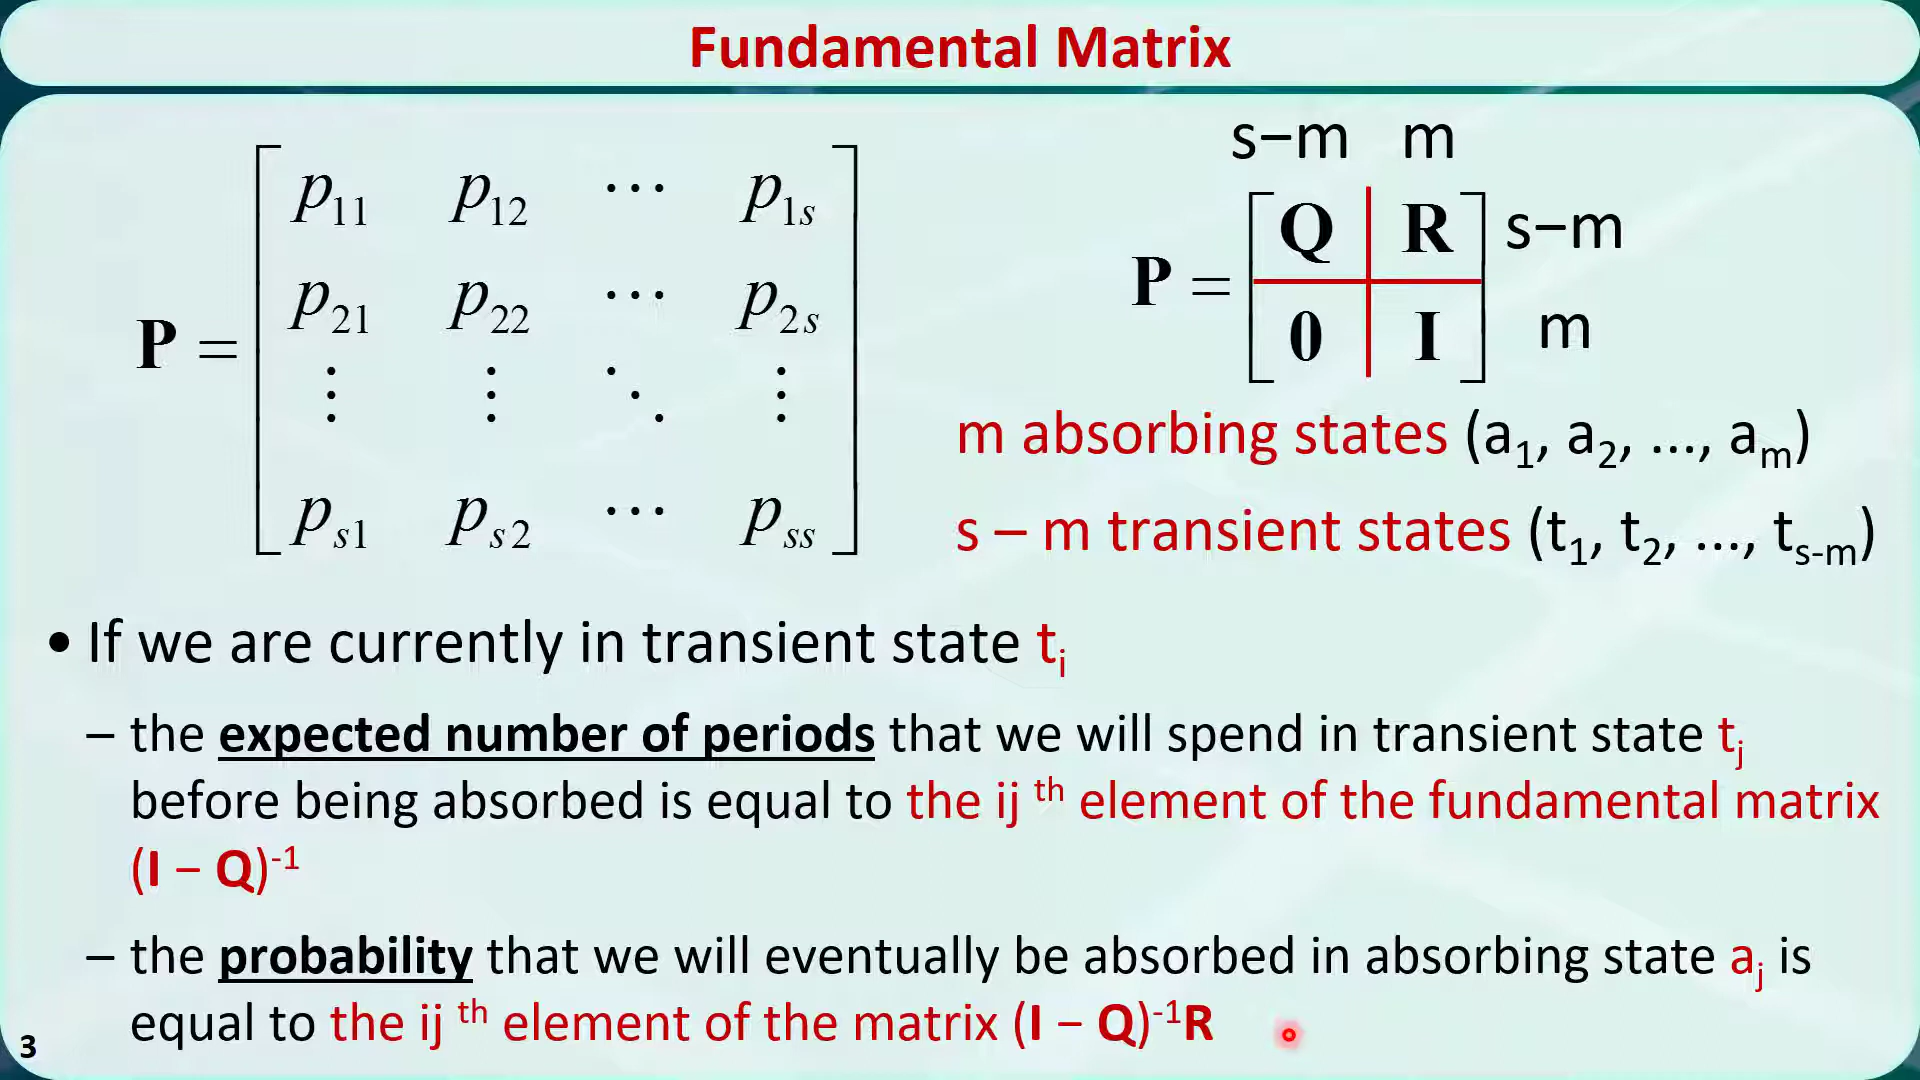 Fundamental Matrix
P = [ p₁₁ p₁₂ ⋯ p₁ₛ
p₂₁ p₂₂ ⋯ p₂ₛ
⋮ ⋮ ⋱ ⋮
pₛ₁ pₛ₂ ⋯ pₛₛ ]
s−m m
P = [ Q R ] s−m
[ 0 I ] m
m absorbing states (a₁, a₂, ..., aₘ)
s – m transient states (t₁, t₂, ..., tₛ₋ₘ)
• If we are currently in transient state tᵢ
– the expected number of periods that we will spend in transient state tⱼ
before being absorbed is equal to the ij ᵗʰ element of the fundamental matrix
(I − Q)⁻¹
– the probability that we will eventually be absorbed in absorbing state aⱼ is
equal to the ij ᵗʰ element of the matrix (I − Q)⁻¹R
3